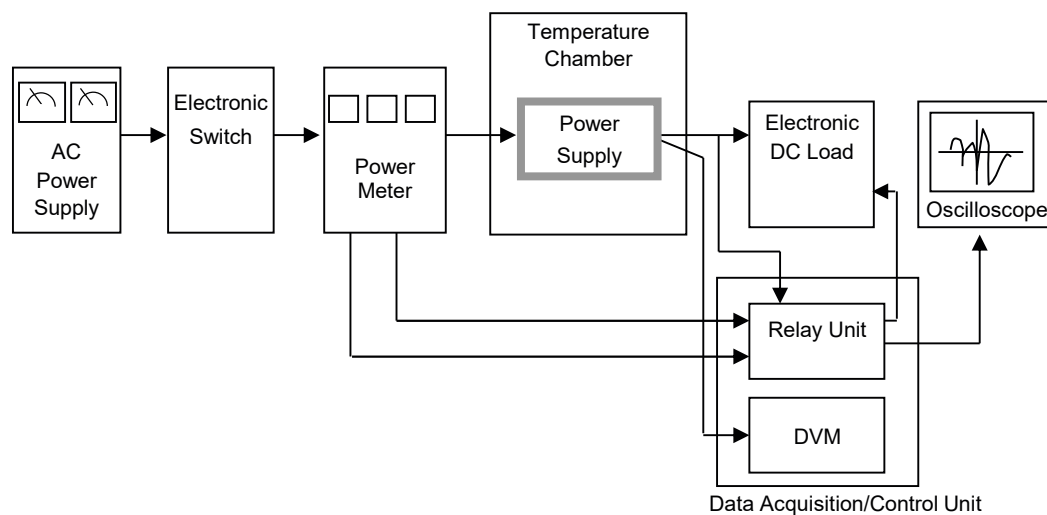 AC
Power
Supply
Electronic
Switch
Power
Meter
Temperature
Chamber
Power
Supply
Electronic
DC Load
Oscilloscope
Relay Unit
DVM
Data Acquisition/Control Unit